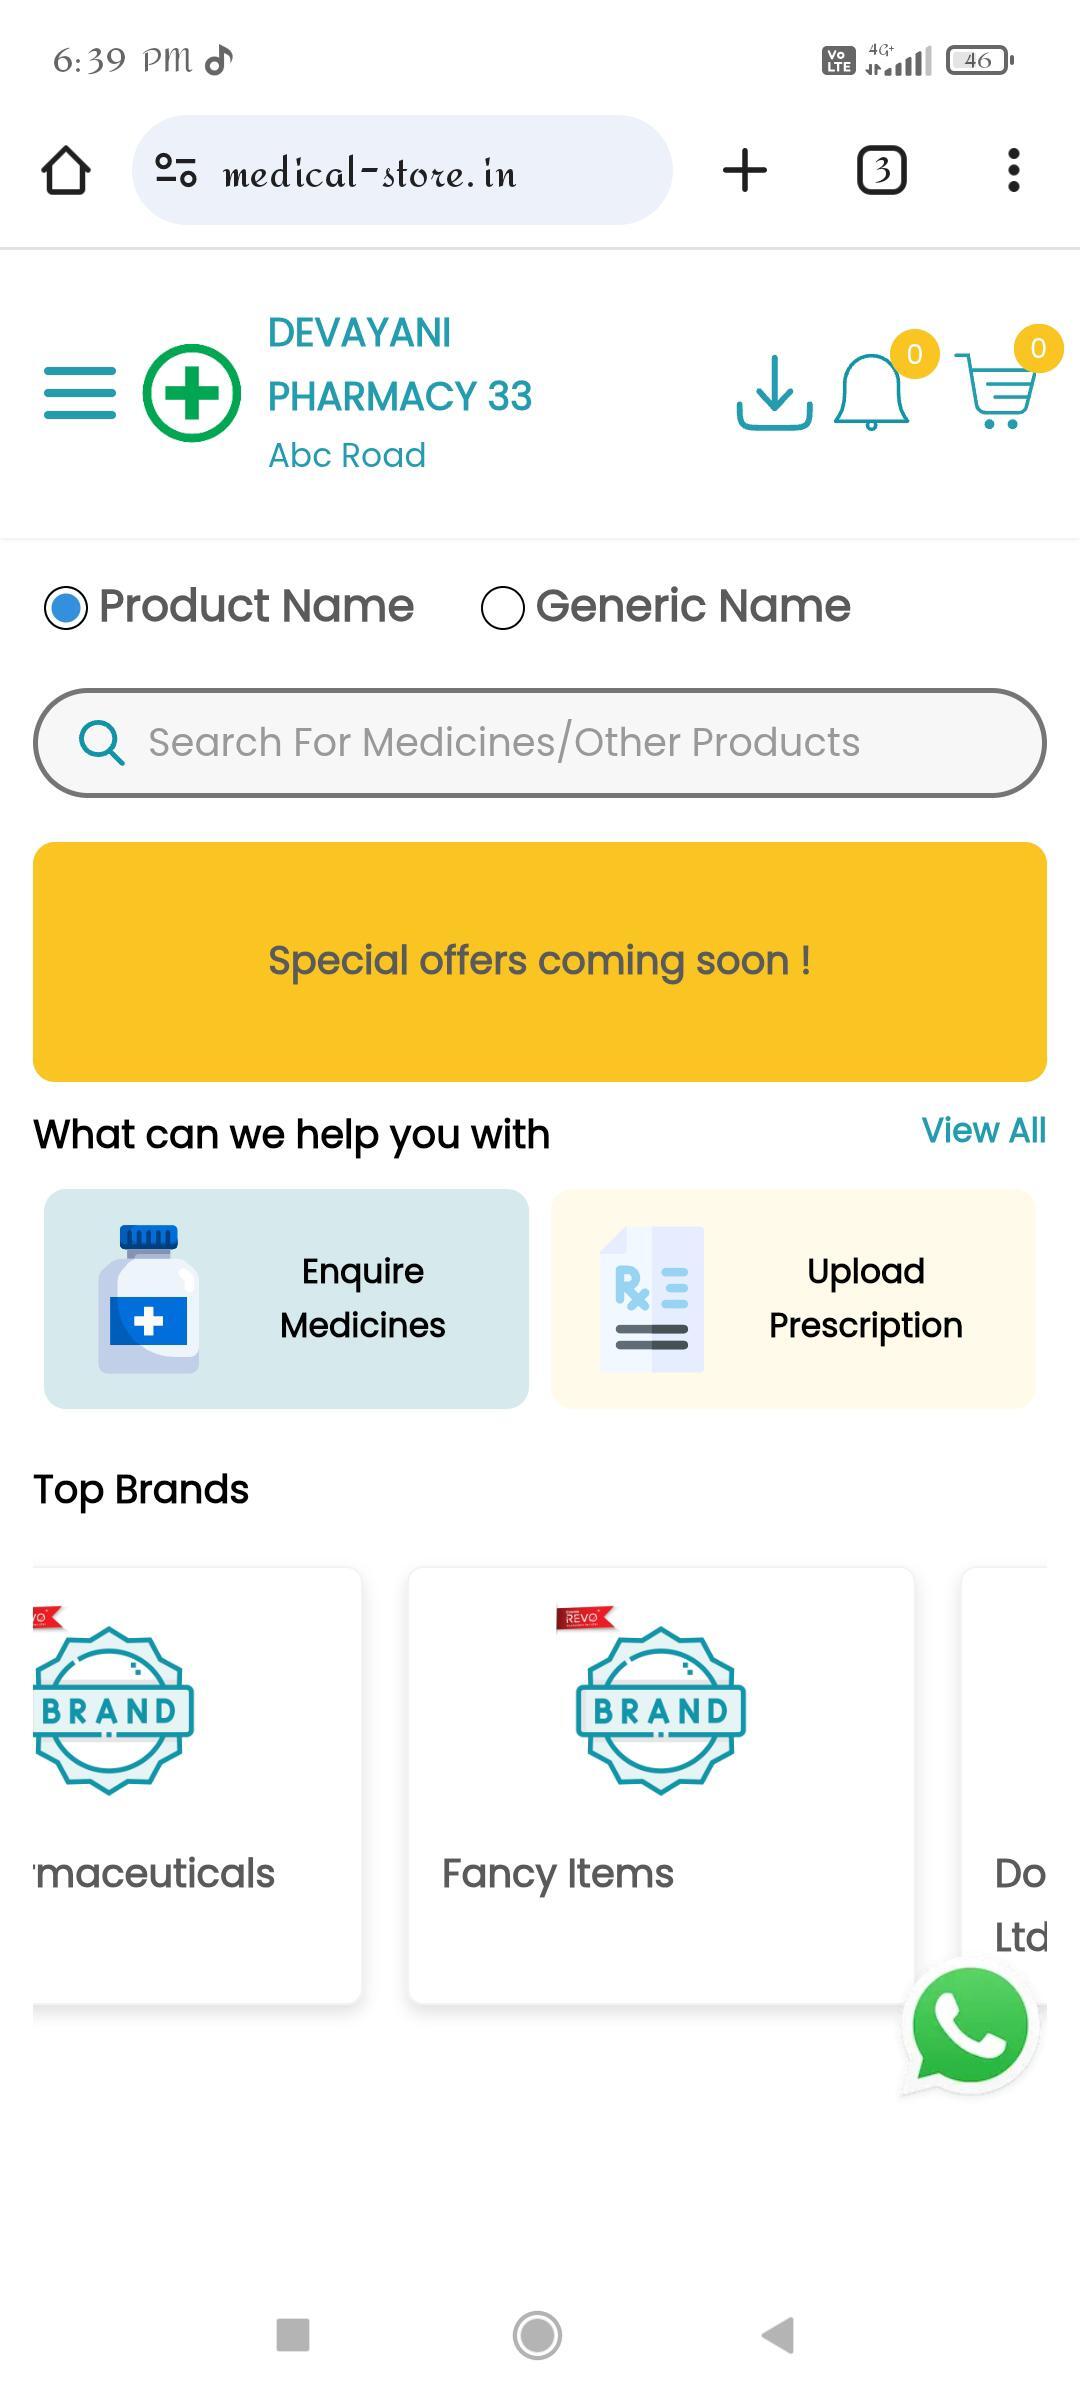 6:39 PM
Vo LTE 4G+ 46
medical-store.in
3
DEVAYANI
PHARMACY 33
Abc Road
0
0
Product Name Generic Name
Search For Medicines/Other Products
Special offers coming soon !
What can we help you with View All
Enquire
Medicines
Rx
Upload
Prescription
Top Brands
REVO
BRAND BRAND
rmaceuticals Fancy Items Do
Ltd